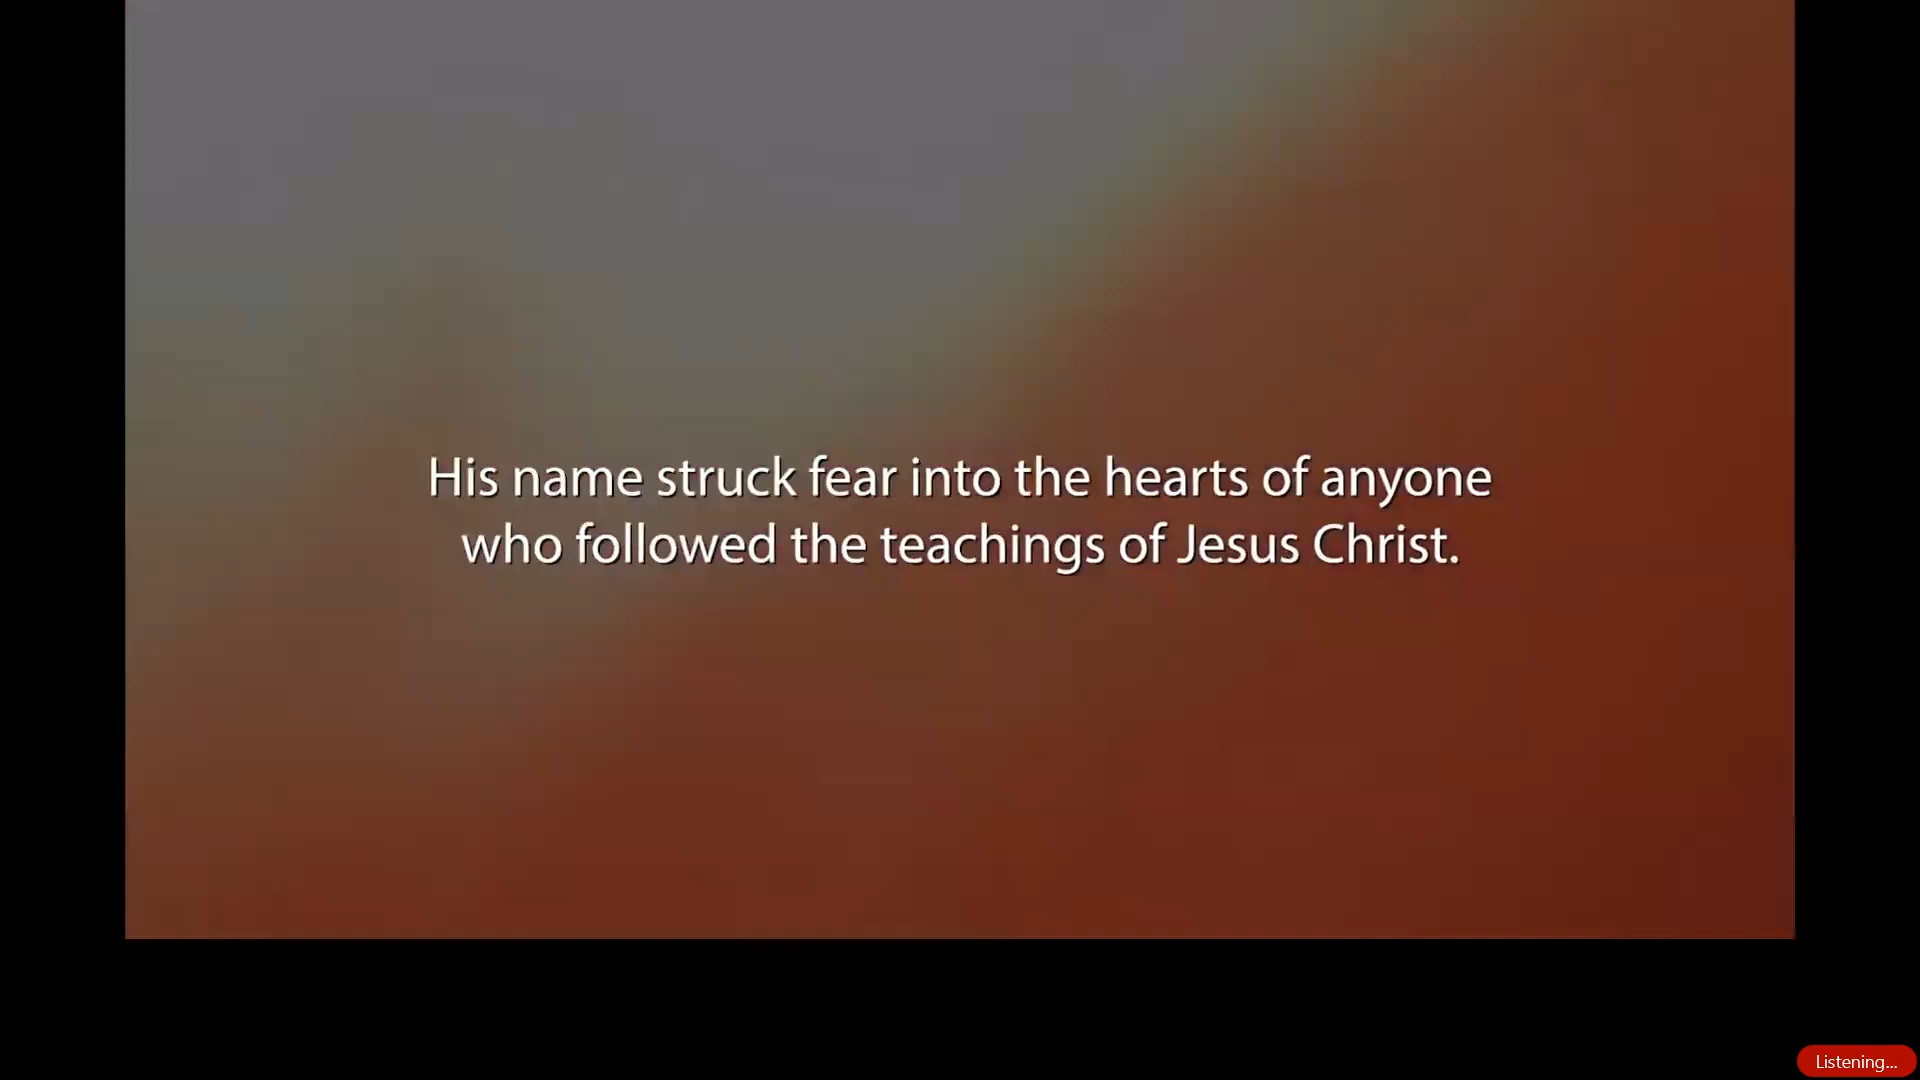 His name struck fear into the hearts of anyone
who followed the teachings of Jesus Christ.
Listening...